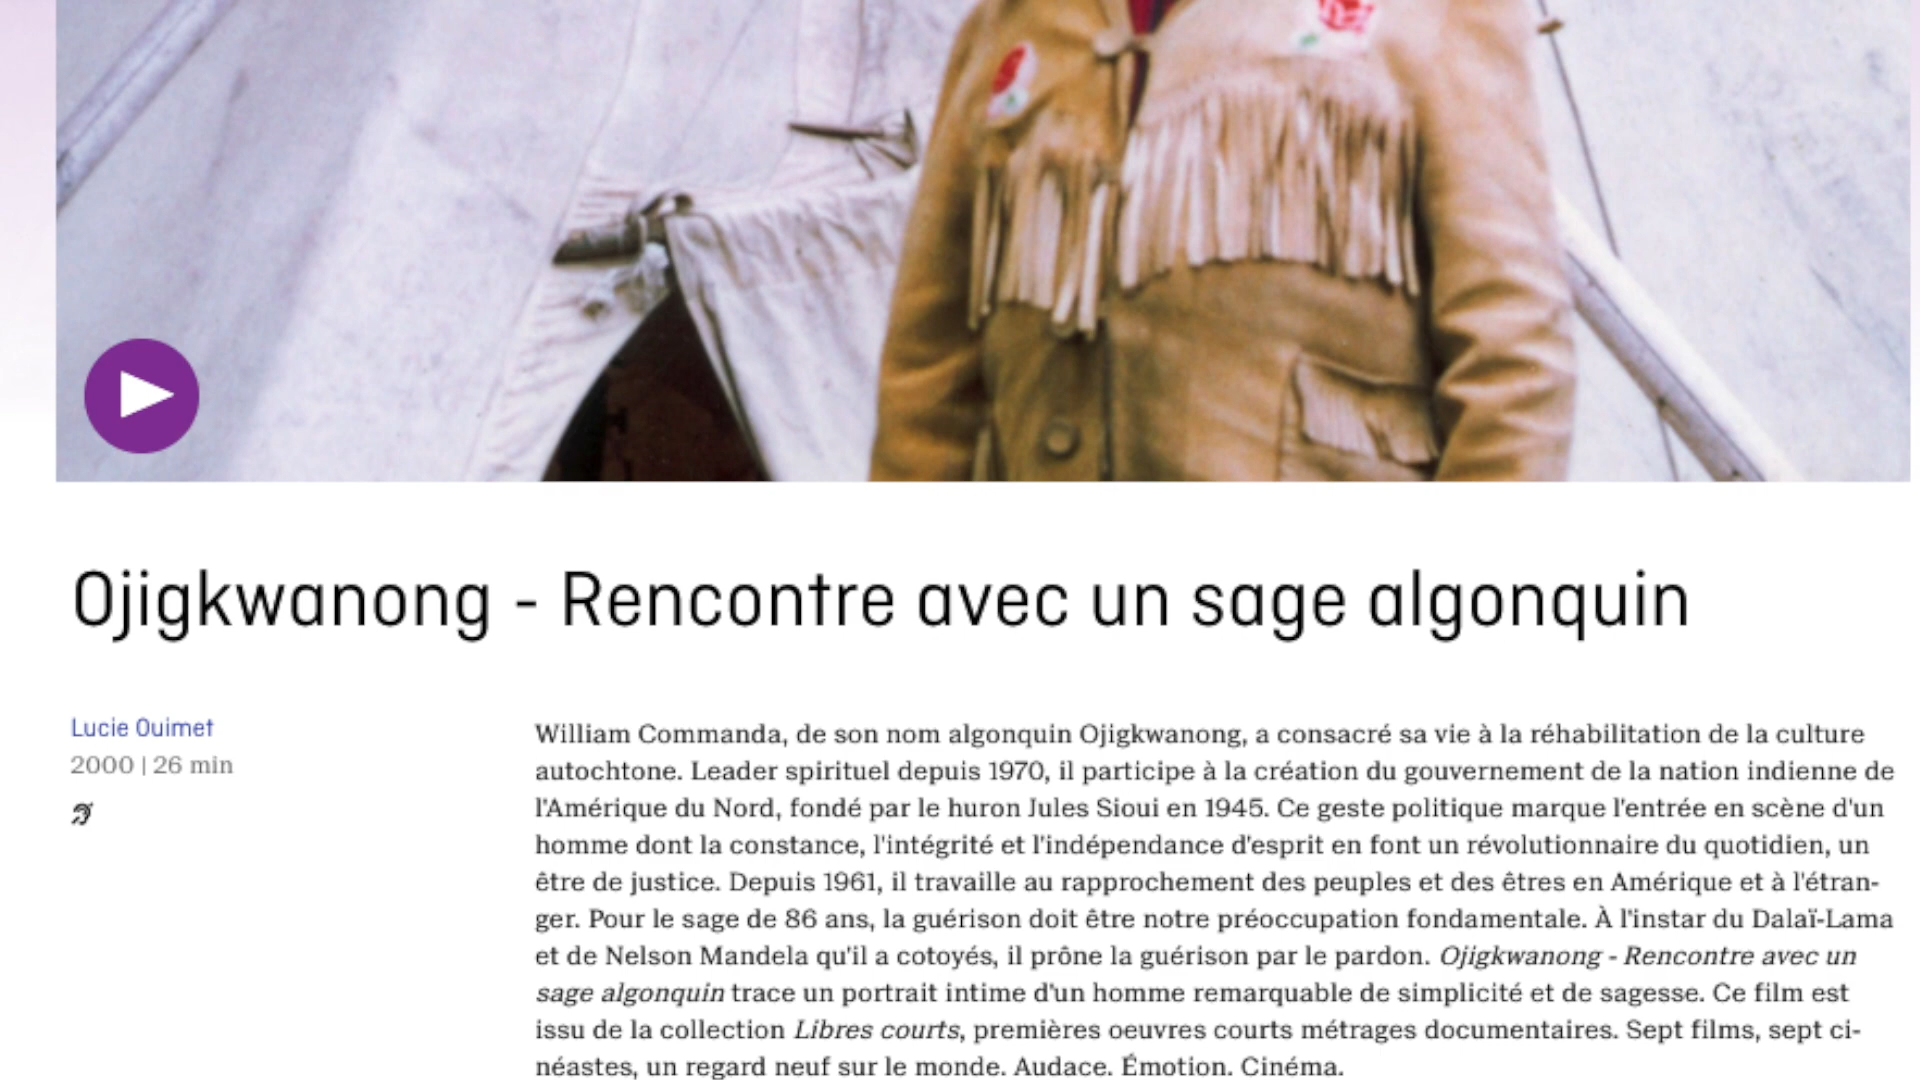 Ojigkwanong - Rencontre avec un sage algonquin
Lucie Ouimet
2000 | 26 min
William Commanda, de son nom algonquin Ojigkwanong, a consacré sa vie à la réhabilitation de la culture
autochtone. Leader spirituel depuis 1970, il participe à la création du gouvernement de la nation indienne de
l'Amérique du Nord, fondé par le huron Jules Sioui en 1945. Ce geste politique marque l'entrée en scène d'un
homme dont la constance, l'intégrité et l'indépendance d'esprit en font un révolutionnaire du quotidien, un
être de justice. Depuis 1961, il travaille au rapprochement des peuples et des êtres en Amérique et à l'étran-
ger. Pour le sage de 86 ans, la guérison doit être notre préoccupation fondamentale. À l'instar du Dalaï-Lama
et de Nelson Mandela qu'il a cotoyés, il prône la guérison par le pardon. Ojigkwanong - Rencontre avec un
sage algonquin trace un portrait intime d'un homme remarquable de simplicité et de sagesse. Ce film est
issu de la collection Libres courts, premières oeuvres courts métrages documentaires. Sept films, sept ci-
néastes, un regard neuf sur le monde. Audace. Émotion. Cinéma.